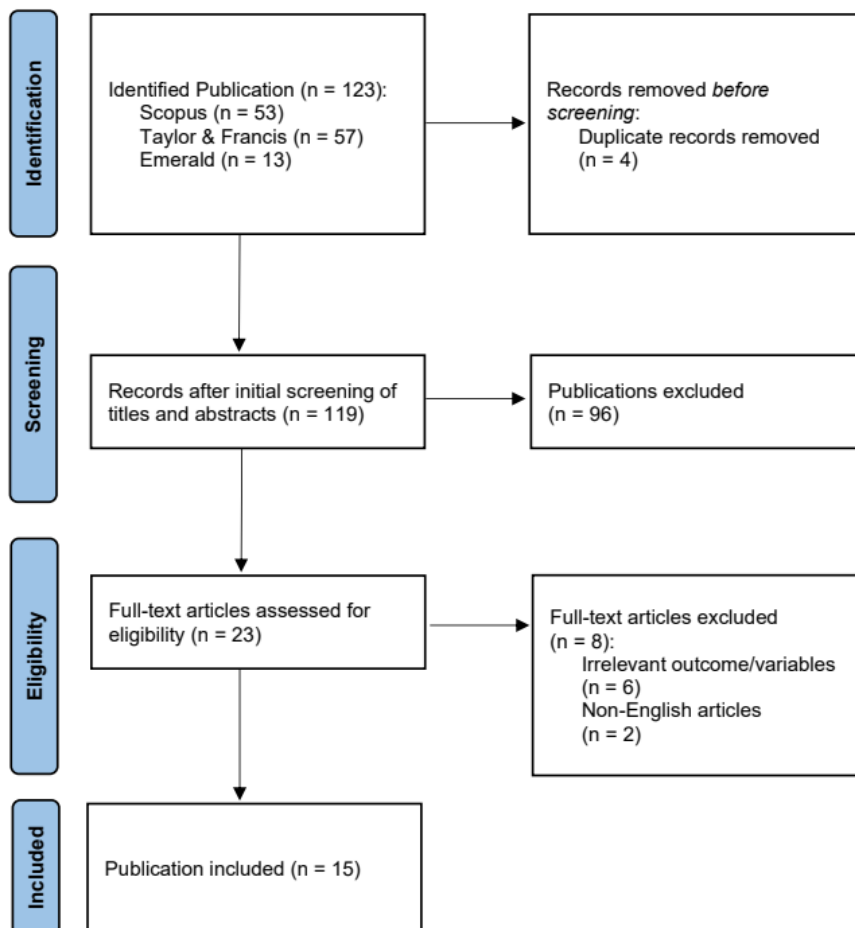 Identification
Identified Publication (n = 123):
Scopus (n = 53)
Taylor & Francis (n = 57)
Emerald (n = 13)
Records removed before
screening:
Duplicate records removed
(n = 4)
Screening
Records after initial screening of
titles and abstracts (n = 119)
Publications excluded
(n = 96)
Eligibility
Full-text articles assessed for
eligibility (n = 23)
Full-text articles excluded
(n = 8):
Irrelevant outcome/variables
(n = 6)
Non-English articles
(n = 2)
Included
Publication included (n = 15)